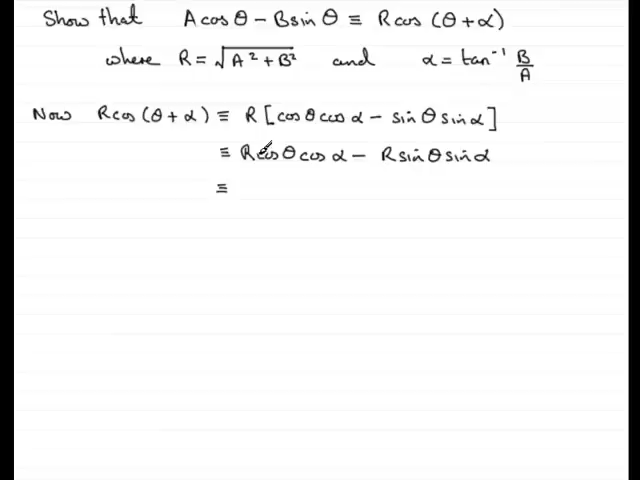 Show that A cos θ − B sin θ ≡ R cos (θ + α)
where R = √(A² + B²) and α = tan⁻¹ B/A
Now R cos (θ + α) ≡ R [cos θ cos α − sin θ sin α]
≡ R cos θ cos α − R sin θ sin α
≡